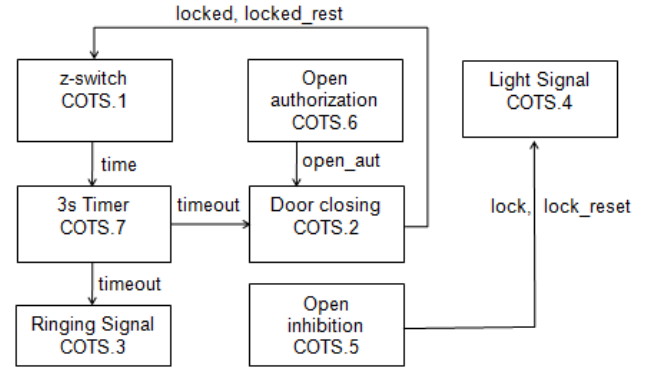 locked, locked_rest
z-switch
COTS.1
Open
authorization
COTS.6
Light Signal
COTS.4
time
open_aut
3s Timer
COTS.7
timeout
Door closing
COTS.2
lock, lock_reset
timeout
Ringing Signal
COTS.3
Open
inhibition
COTS.5